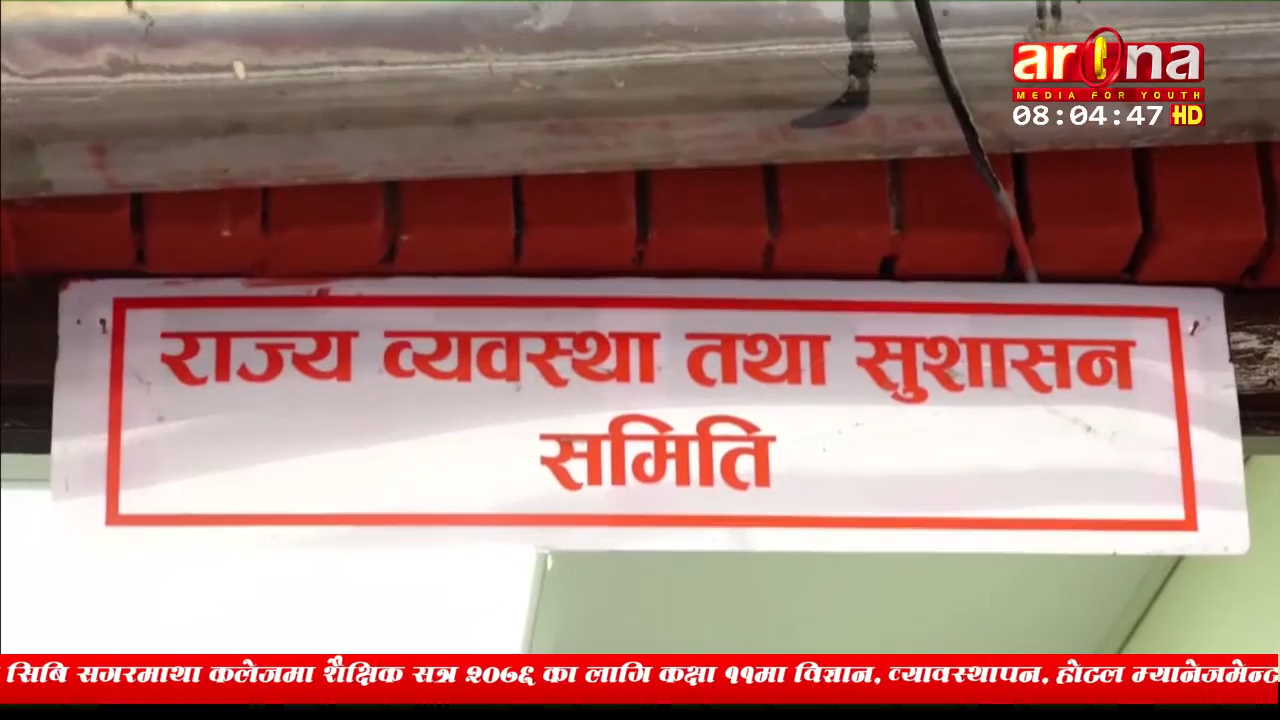 arena
MEDIA FOR YOUTH
08:04:47 HD
राज्य व्यवस्था तथा सुशासन
समिति
सिबि सगरमाथा कलेजमा शैक्षिक सत्र २०७६ का लागि कक्षा ११मा विज्ञान, व्यावस्थापन, होटल म्यानेजमेन्ट